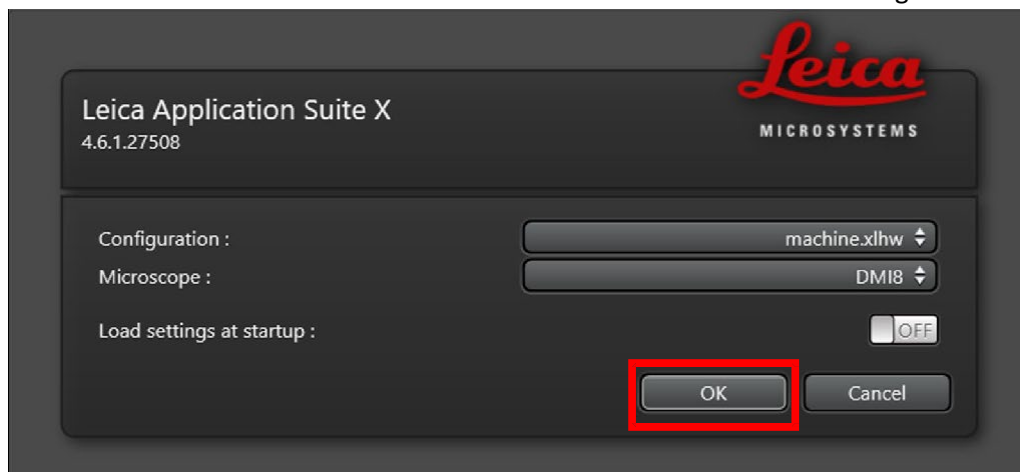 Leica
MICROSYSTEMS
Leica Application Suite X
4.6.1.27508
Configuration :
machine.xlhw
Microscope :
DMI8
Load settings at startup :
OFF
OK
Cancel